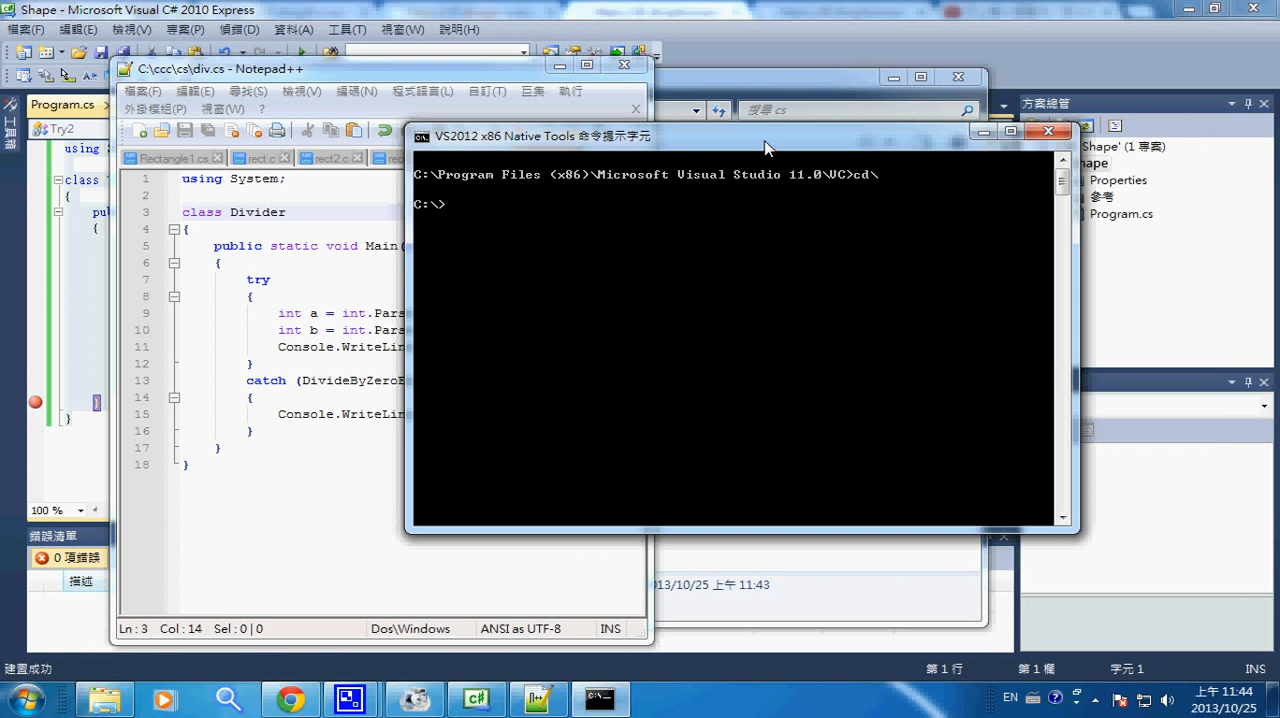 Shape - Microsoft Visual C# 2010 Express
檔案(F) 編輯(E) 檢視(V) 專案(P) 偵錯(D) 資料(A) 工具(T) 視窗(W) 說明(H)
C:\ccc\cs\div.cs - Notepad++
檔案(F) 編輯(E) 尋找(S) 檢視(V) 編碼(N) 程式語言(L) 自訂(T) 巨集 執行
外掛模組(P) 視窗(W) ? X
搜尋 cs
Program.cs
Try2
工具箱
Rectangle1.cs rect.c rect2.c rec
VS2012 x86 Native Tools 命令提示字元
C:\Program Files (x86)\Microsoft Visual Studio 11.0\VC>cd\
C:\>
方案總管
Shape' (1 專案)
hape
Properties
參考
Program.cs
using S
class
{
pu
{
}
}
1 using System;
2
3 class Divider
4 {
5 public static void Main(
6 {
7 try
8 {
9 int a = int.Pars
10 int b = int.Pars
11 Console.WriteLin
12 }
13 catch (DivideByZeroE
14 {
15 Console.WriteLin
16 }
17 }
18 }
100 %
錯誤清單
0 項錯誤
描述
013/10/25 上午 11:43
Ln : 3 Col : 14 Sel : 0 | 0 Dos\Windows ANSI as UTF-8 INS
建置成功 第 1 行 第 1 欄 字元 1 INS
EN
上午 11:44
2013/10/25